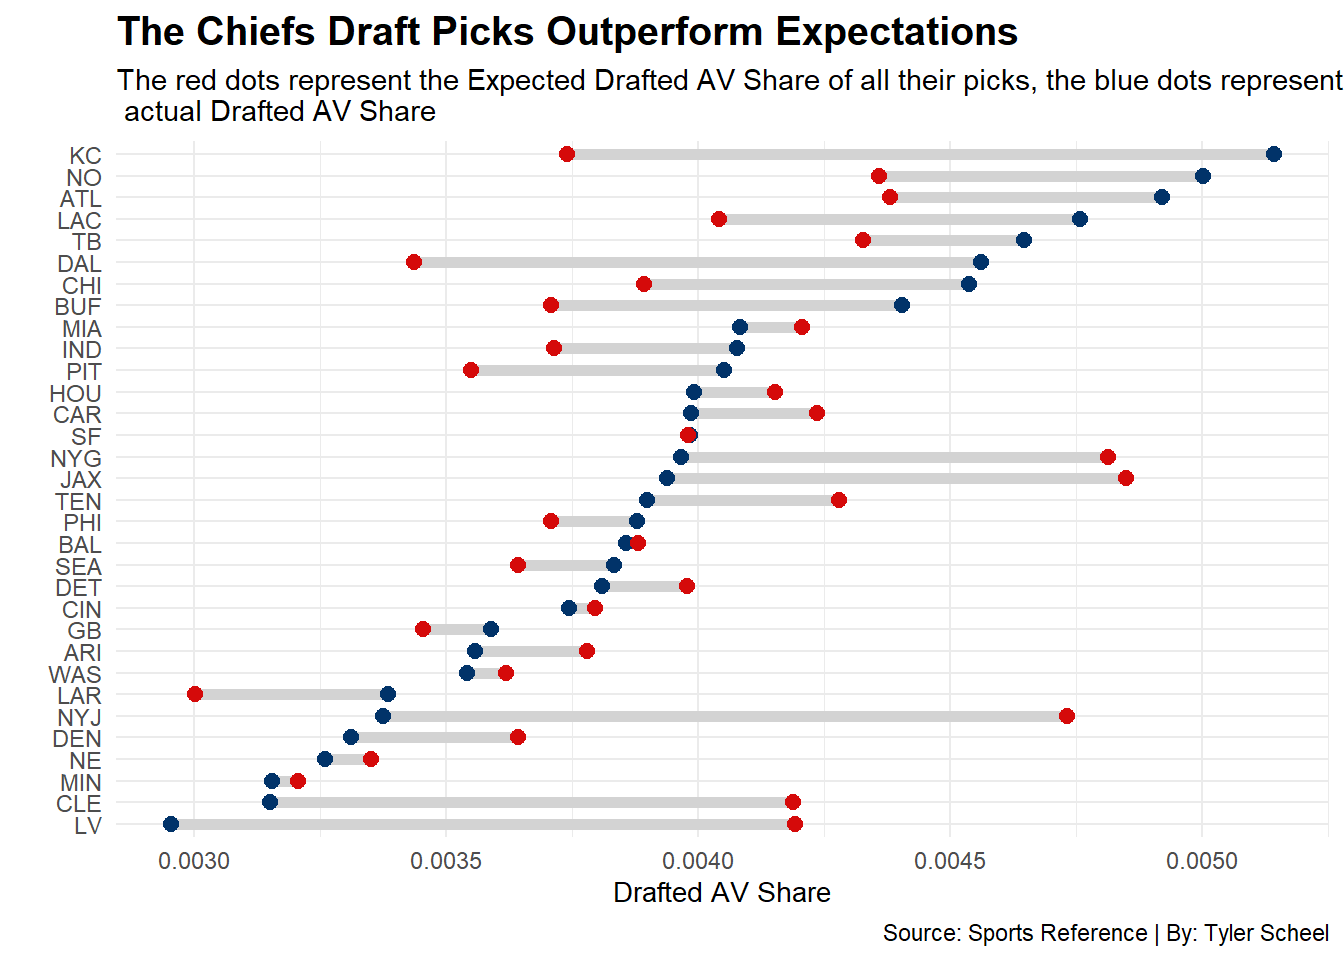 The Chiefs Draft Picks Outperform Expectations
The red dots represent the Expected Drafted AV Share of all their picks, the blue dots represent
actual Drafted AV Share
KC
NO
ATL
LAC
TB
DAL
CHI
BUF
MIA
IND
PIT
HOU
CAR
SF
NYG
JAX
TEN
PHI
BAL
SEA
DET
CIN
GB
ARI
WAS
LAR
NYJ
DEN
NE
MIN
CLE
LV
0.0030 0.0035 0.0040 0.0045 0.0050
Drafted AV Share
Source: Sports Reference | By: Tyler Scheel